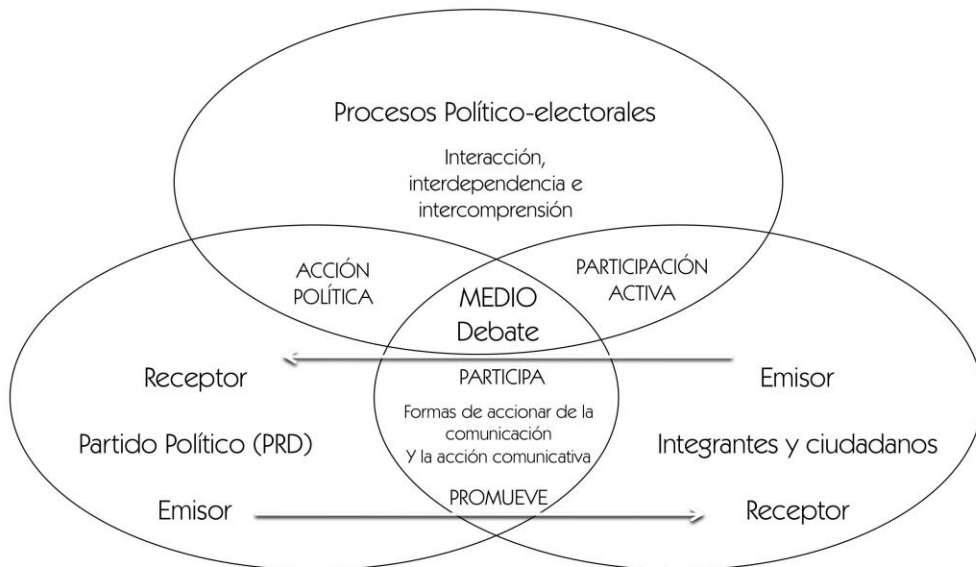 Procesos Político-electorales
Interacción,
interdependencia e
intercomprensión
ACCIÓN
POLÍTICA
PARTICIPACIÓN
ACTIVA
MEDIO
Debate
Receptor
PARTICIPA
Emisor
Formas de accionar de la
comunicación
Y la acción comunicativa
Partido Político (PRD)
Integrantes y ciudadanos
Emisor
PROMUEVE
Receptor